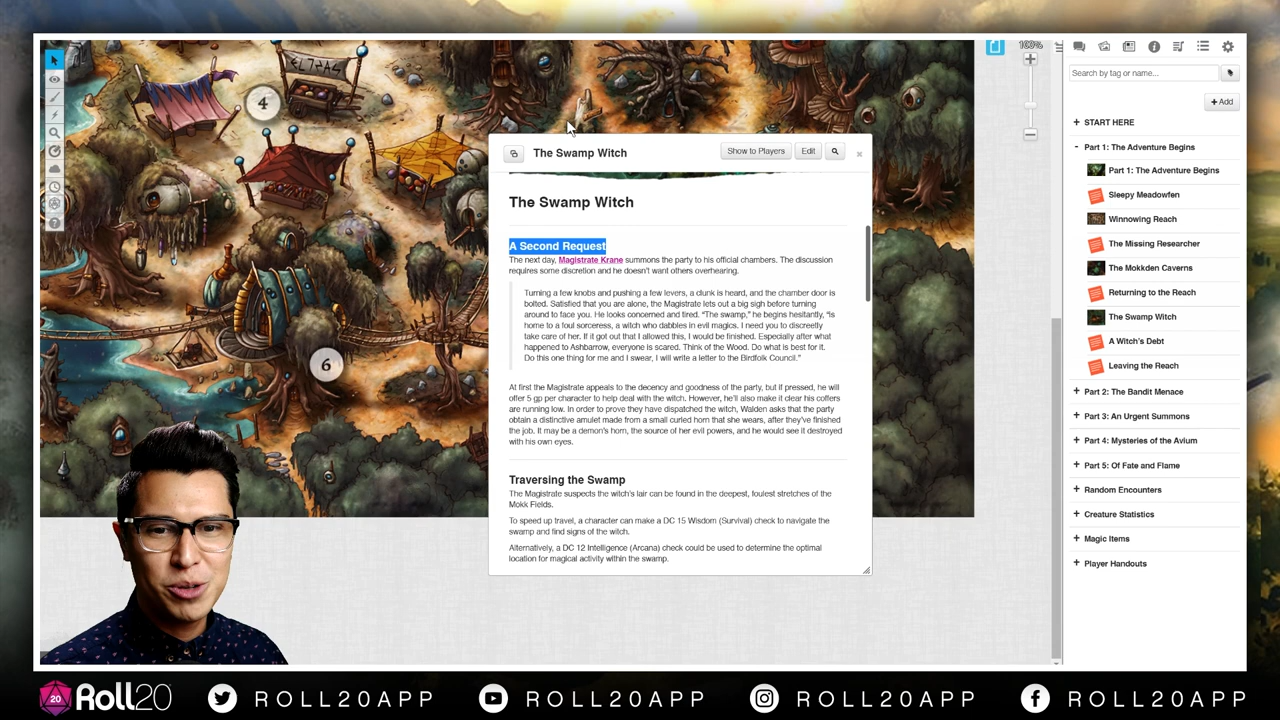 4
100%
Search by tag or name...
+ Add
The Swamp Witch
Show to Players
Edit
The Swamp Witch
A Second Request
The next day, Magistrate Krane summons the party to his official chambers. The discussion
requires some discretion and he doesn't want others overhearing.
Turning a few knobs and pushing a few levers, a clunk is heard, and the chamber door is
bolted. Satisfied that you are alone, the Magistrate lets out a big sigh before turning
around to face you. He looks concerned and tired. "The swamp," he begins hesitantly, "is
home to a foul sorceress, a witch who dabbles in evil magics. I need you to discreetly
take care of her. If it got out that I allowed this, I would be finished. Especially after what
happened to Ashbarrow, everyone is scared. Think of the Wood. Do what is best for it.
Do this one thing for me and I swear, I will write a letter to the Birdfolk Council."
At first the Magistrate appeals to the decency and goodness of the party, but if pressed, he will
offer 5 gp per character to help deal with the witch. However, he'll also make it clear his coffers
are running low. In order to prove they have dispatched the witch, Walden asks that the party
obtain a distinctive amulet made from a small curled horn that she wears, after they've finished
the job. It may be a demon's horn, the source of her evil powers, and he would see it destroyed
with his own eyes.
Traversing the Swamp
The Magistrate suspects the witch's lair can be found in the deepest, foulest stretches of the
Mokk Fields.
To speed up travel, a character can make a DC 15 Wisdom (Survival) check to navigate the
swamp and find signs of the witch.
Alternatively, a DC 12 Intelligence (Arcana) check could be used to determine the optimal
location for magical activity within the swamp.
6
+ START HERE
- Part 1: The Adventure Begins
Part 1: The Adventure Begins
Sleepy Meadowfen
Winnowing Reach
The Missing Researcher
The Mokkden Caverns
Returning to the Reach
The Swamp Witch
A Witch's Debt
Leaving the Reach
+ Part 2: The Bandit Menace
+ Part 3: An Urgent Summons
+ Part 4: Mysteries of the Avium
+ Part 5: Of Fate and Flame
+ Random Encounters
+ Creature Statistics
+ Magic Items
+ Player Handouts
20 Roll20
ROLL20APP
ROLL20APP
ROLL20APP
ROLL20APP